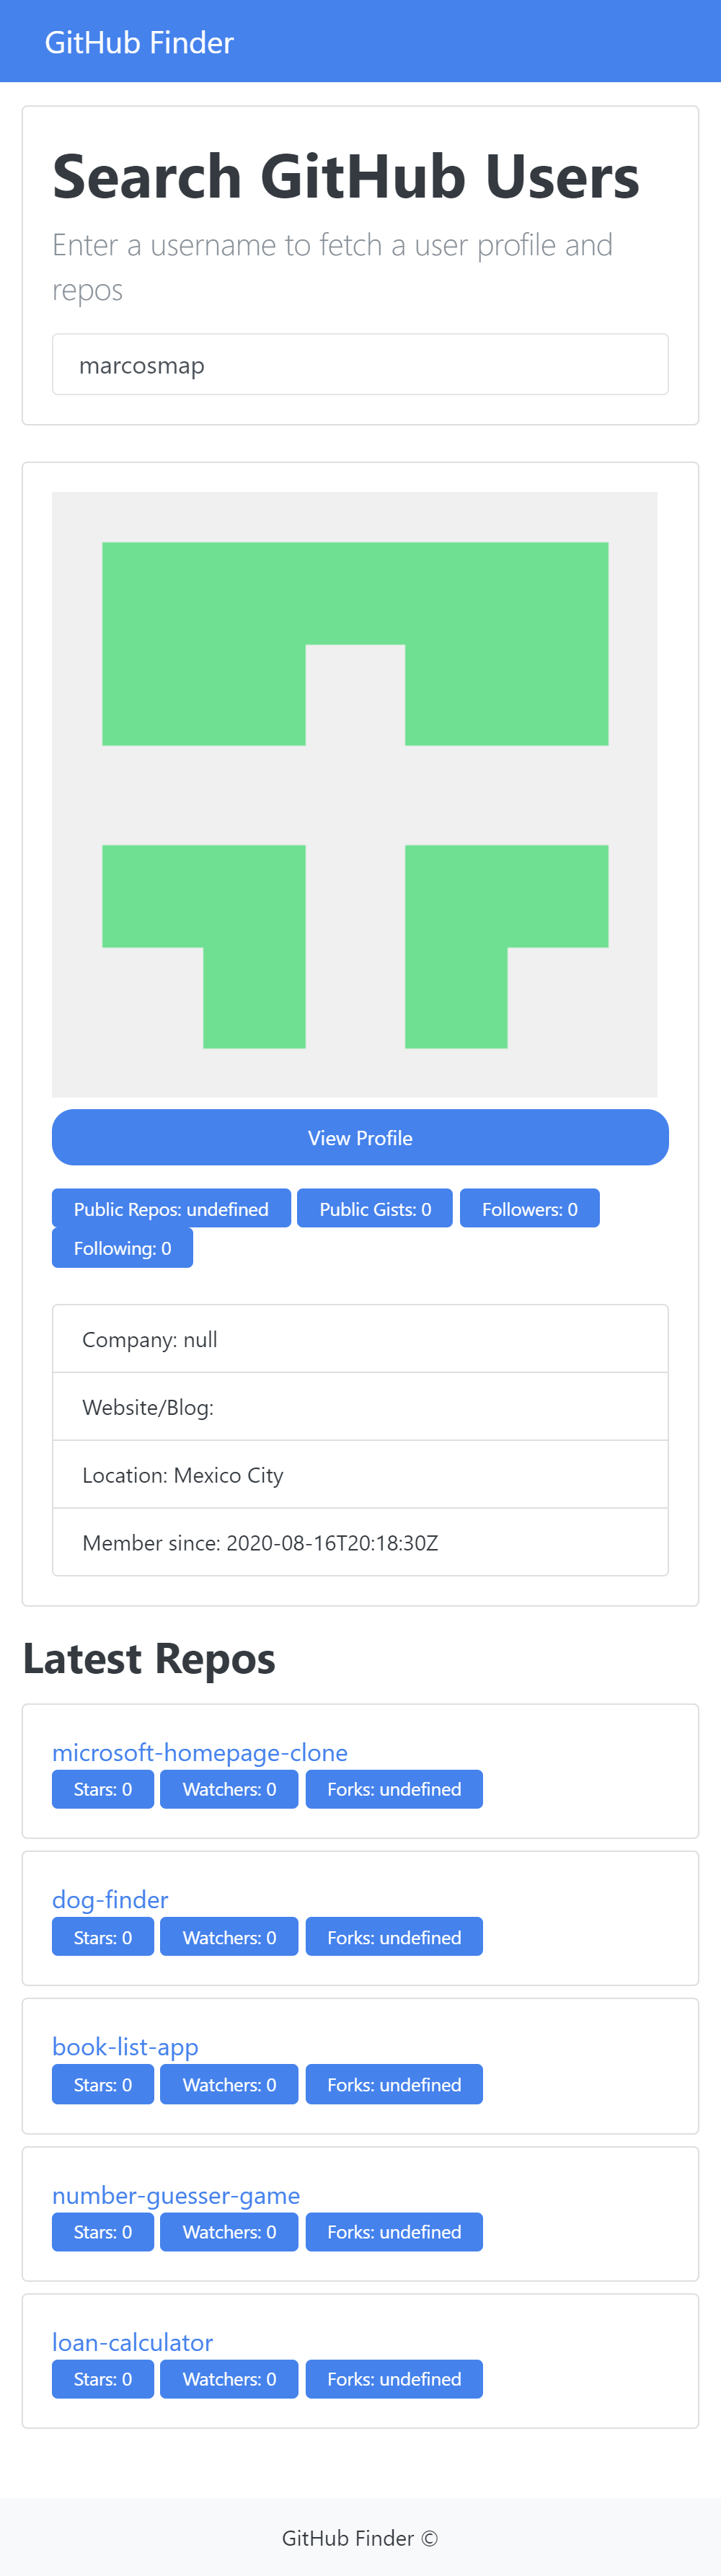 GitHub Finder
Search GitHub Users
Enter a username to fetch a user profile and
repos
marcosmap
View Profile
Public Repos: undefined Public Gists: 0 Followers: 0
Following: 0
Company: null
Website/Blog:
Location: Mexico City
Member since: 2020-08-16T20:18:30Z
Latest Repos
microsoft-homepage-clone
Stars: 0 Watchers: 0 Forks: undefined
dog-finder
Stars: 0 Watchers: 0 Forks: undefined
book-list-app
Stars: 0 Watchers: 0 Forks: undefined
number-guesser-game
Stars: 0 Watchers: 0 Forks: undefined
loan-calculator
Stars: 0 Watchers: 0 Forks: undefined
GitHub Finder ©